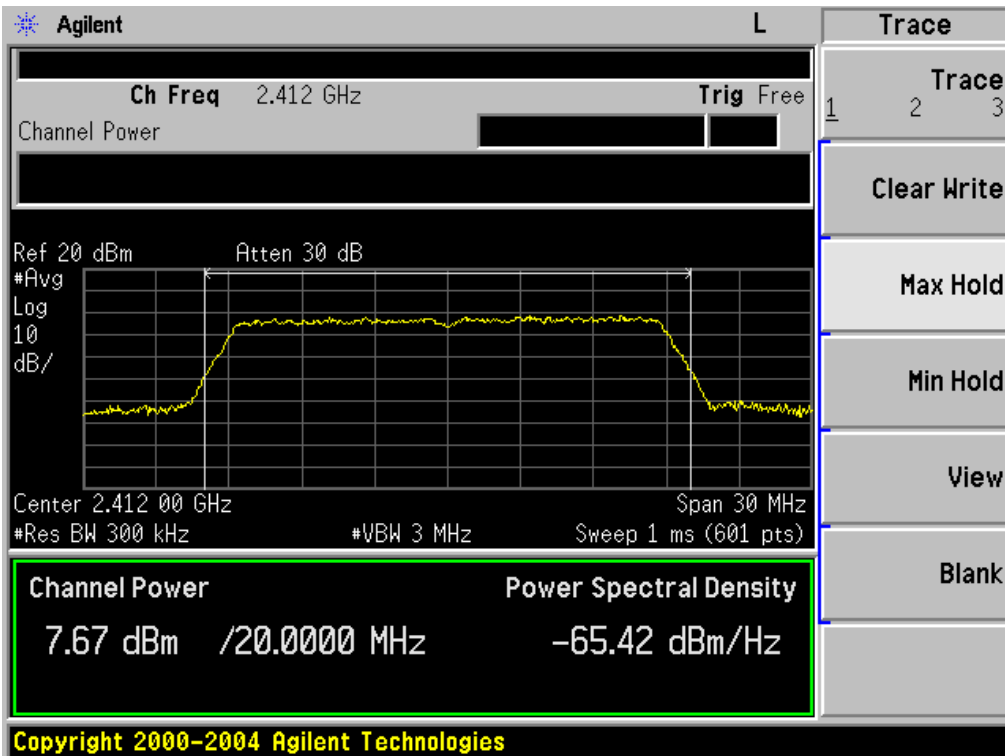 Agilent L Trace
Ch Freq 2.412 GHz Trig Free
Channel Power
Trace
1 2 3
Clear Write
Max Hold
Min Hold
View
Blank
Ref 20 dBm Atten 30 dB
#Avg
Log
10
dB/
Center 2.412 00 GHz Span 30 MHz
#Res BW 300 kHz #VBW 3 MHz Sweep 1 ms (601 pts)
Channel Power Power Spectral Density
7.67 dBm /20.0000 MHz -65.42 dBm/Hz
Copyright 2000-2004 Agilent Technologies